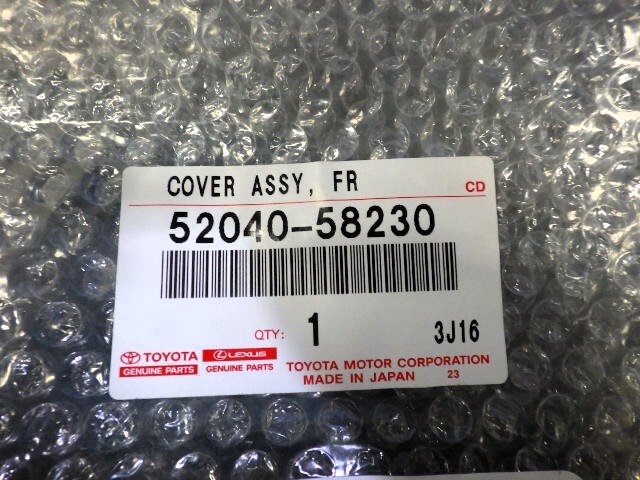 COVER ASSY, FR
CD
52040-58230
QTY: 1 3J16
TOYOTA LEXUS
GENUINE PARTS GENUINE PARTS
TOYOTA MOTOR CORPORATION
MADE IN JAPAN 23